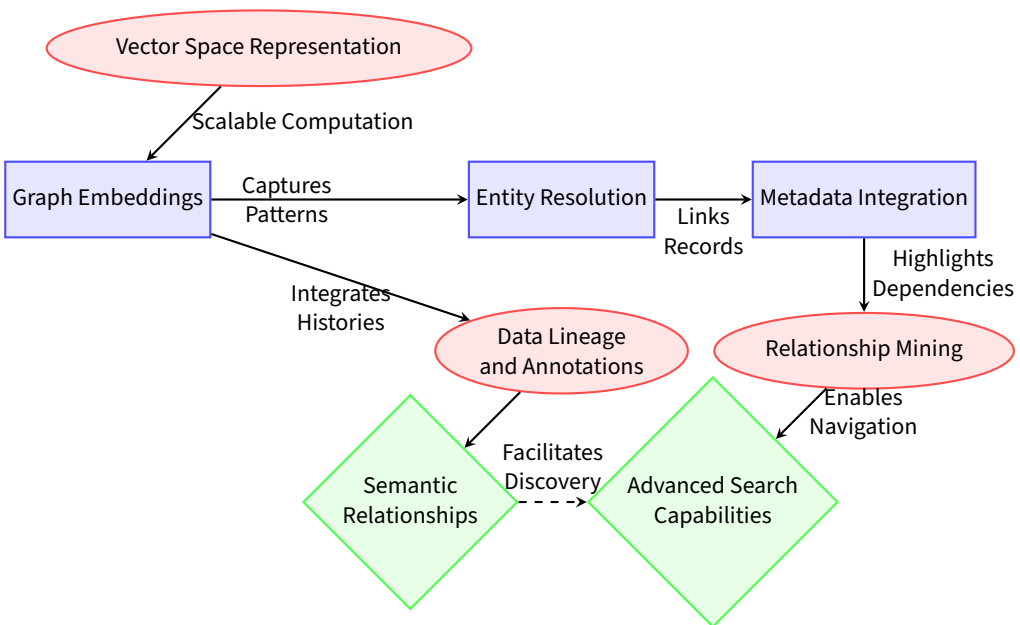 Vector Space Representation
Scalable Computation
Graph Embeddings
Captures
Patterns
Entity Resolution
Links
Records
Metadata Integration
Highlights
Dependencies
Integrates
Histories
Data Lineage
and Annotations
Relationship Mining
Enables
Navigation
Facilitates
Discovery
Semantic
Relationships
Advanced Search
Capabilities